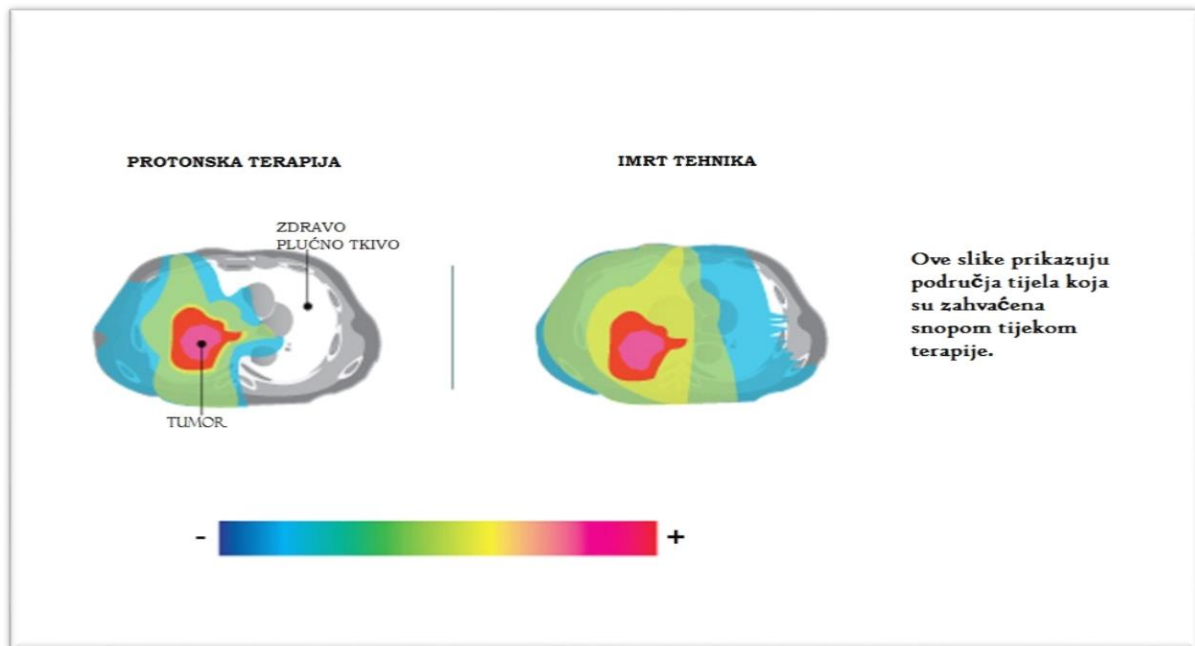 PROTONSKA TERAPIJA
IMRT TEHNIKA
ZDRAVO
PLUĆNO TKIVO
TUMOR
Ove slike prikazuju
područja tijela koja
su zahvaćena
snopom tijekom
terapije.
- +